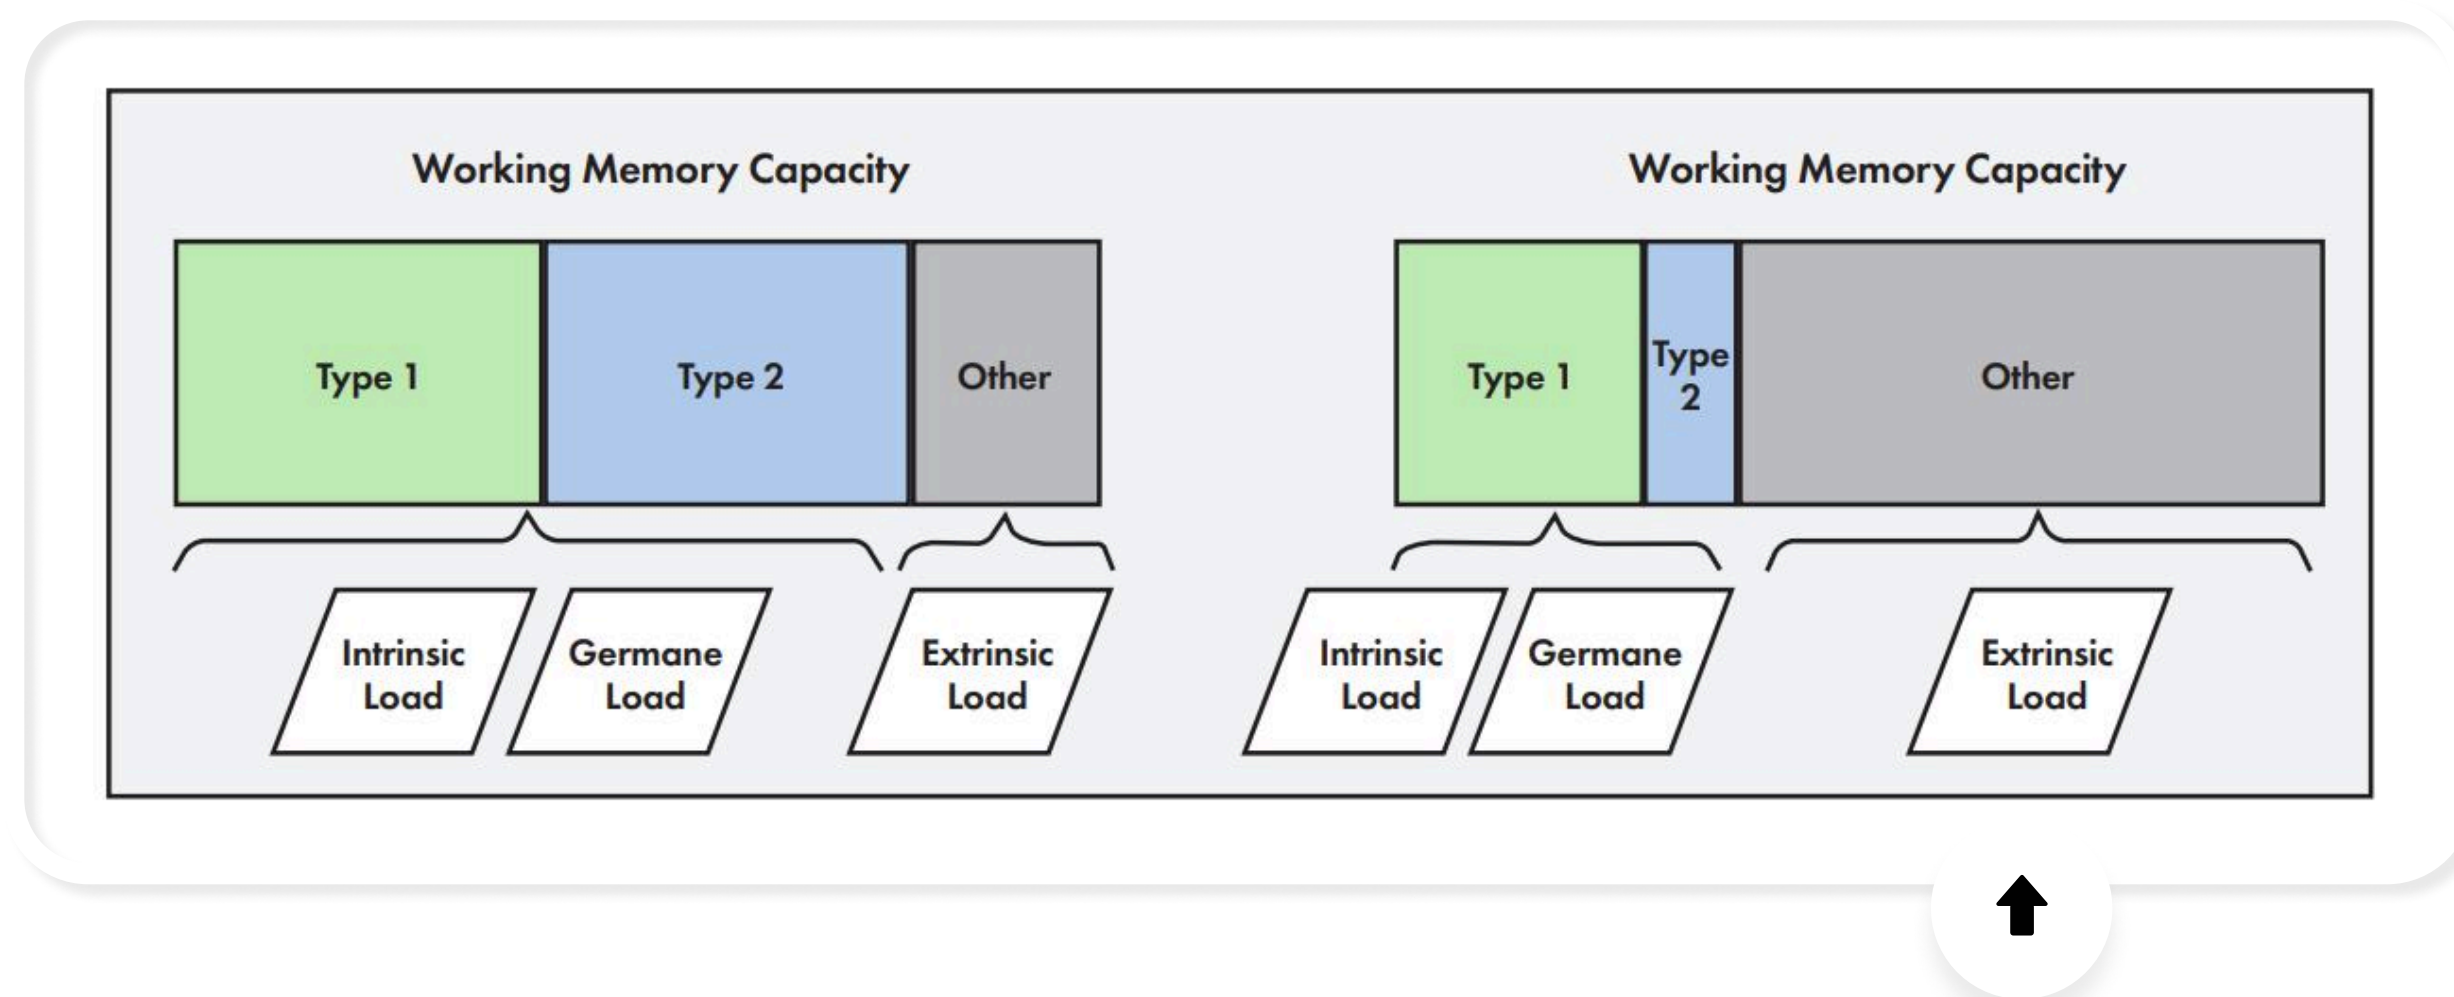 Working Memory Capacity
Type 1
Type 2
Other
Intrinsic
Load
Germane
Load
Extrinsic
Load
Working Memory Capacity
Type 1
Type
2
Other
Intrinsic
Load
Germane
Load
Extrinsic
Load